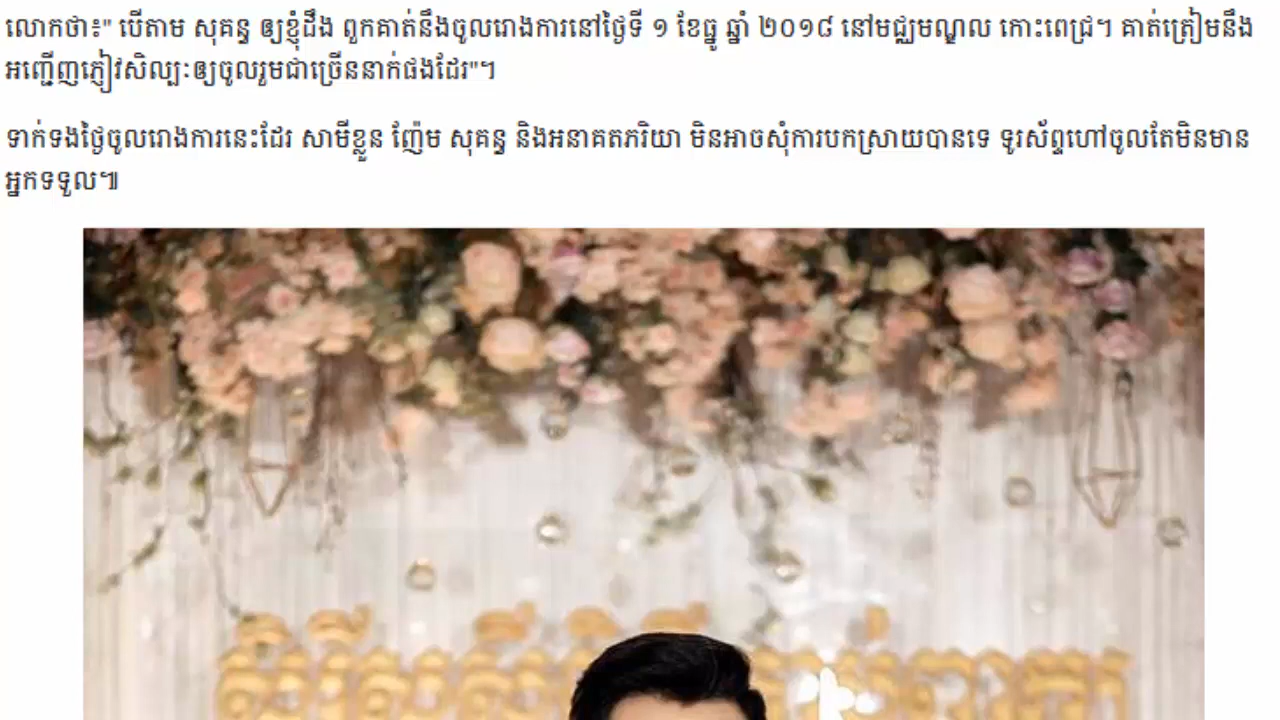 លោកថា៖" បើតាម សុគន្ធ ឲ្យខ្ញុំដឹង ពួកគាត់នឹងចូលរោងការនៅថ្ងៃទី ១ ខែធ្នូ ឆ្នាំ ២០១៨ នៅមជ្ឈមណ្ឌល កោះពេជ្រ។ គាត់ត្រៀមនឹង
អញ្ជើញភ្ញៀវសិល្បៈឲ្យចូលរួមជាច្រើននាក់ផងដែរ"។
ទាក់ទងថ្ងៃចូលរោងការនេះដែរ សាមីខ្លួន ញ៉ែម សុគន្ធ និងអនាគតភរិយា មិនអាចសុំការបកស្រាយបានទេ ទូរស័ព្ទហៅចូលតែមិនមាន
អ្នកទទួល៕